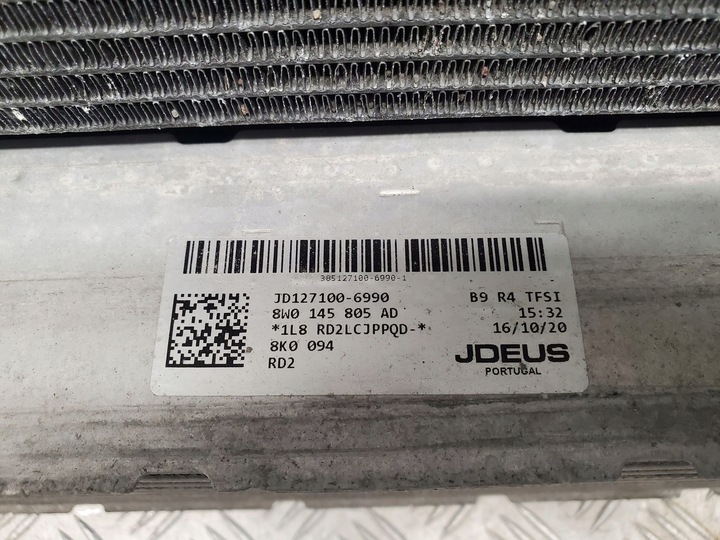 385127100-6990-1
JD127100-6990 B9 R4 TFSI
8W0 145 805 AD 15:32
*1L8 RD2LCJPPQD-* 16/10/20
8K0 094 JDEUS
RD2 PORTUGAL